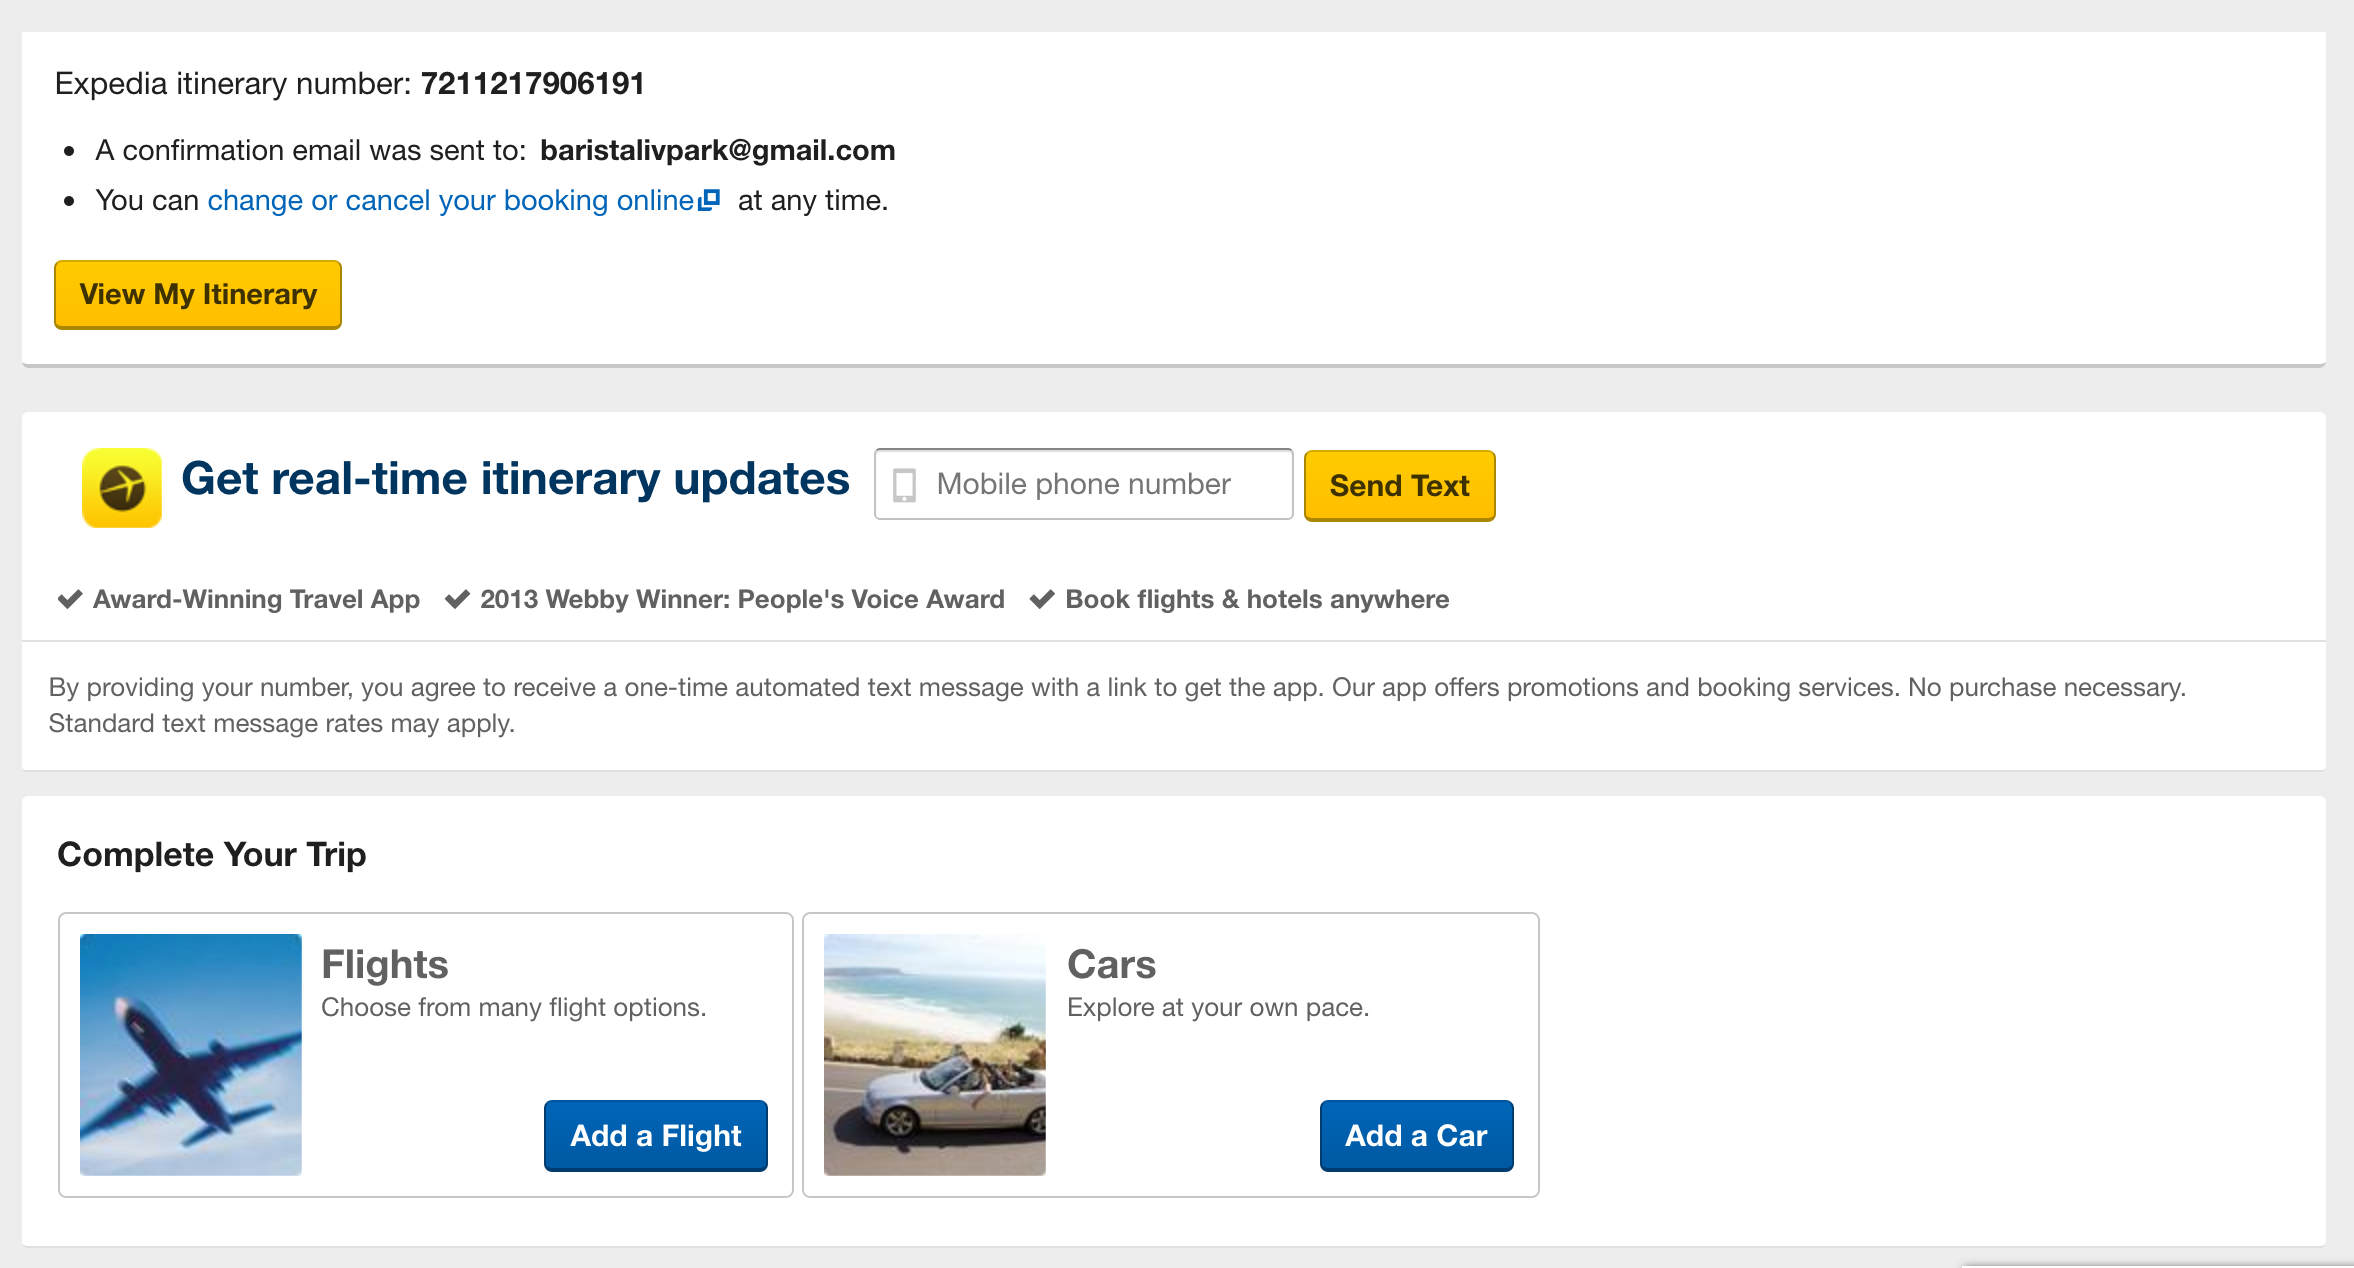 Expedia itinerary number: 7211217906191
A confirmation email was sent to: baristalivpark@gmail.com
You can change or cancel your booking online at any time.
View My Itinerary
Get real-time itinerary updates
Mobile phone number
Send Text
Award-Winning Travel App
2013 Webby Winner: People's Voice Award
Book flights & hotels anywhere
By providing your number, you agree to receive a one-time automated text message with a link to get the app. Our app offers promotions and booking services. No purchase necessary.
Standard text message rates may apply.
Complete Your Trip
Flights
Choose from many flight options.
Add a Flight
Cars
Explore at your own pace.
Add a Car